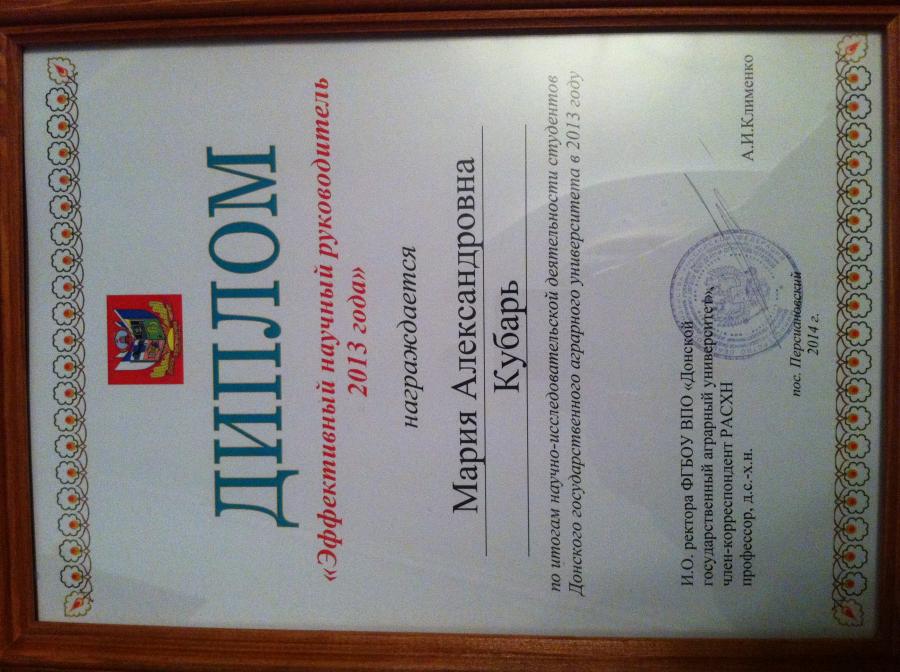 ДИПЛОМ
«Эффективный научный руководитель
2013 года»
награждается
Мария Александровна
Кубарь
по итогам научно-исследовательской деятельности студентов
Донского государственного аграрного университета в 2013 году
И.О. ректора ФГБОУ ВПО «Донской
государственный аграрный университет»,
член-корреспондент РАСХН
профессор, д.с.-х.н.
А.И.Клименко
пос. Персиановский
2014 г.